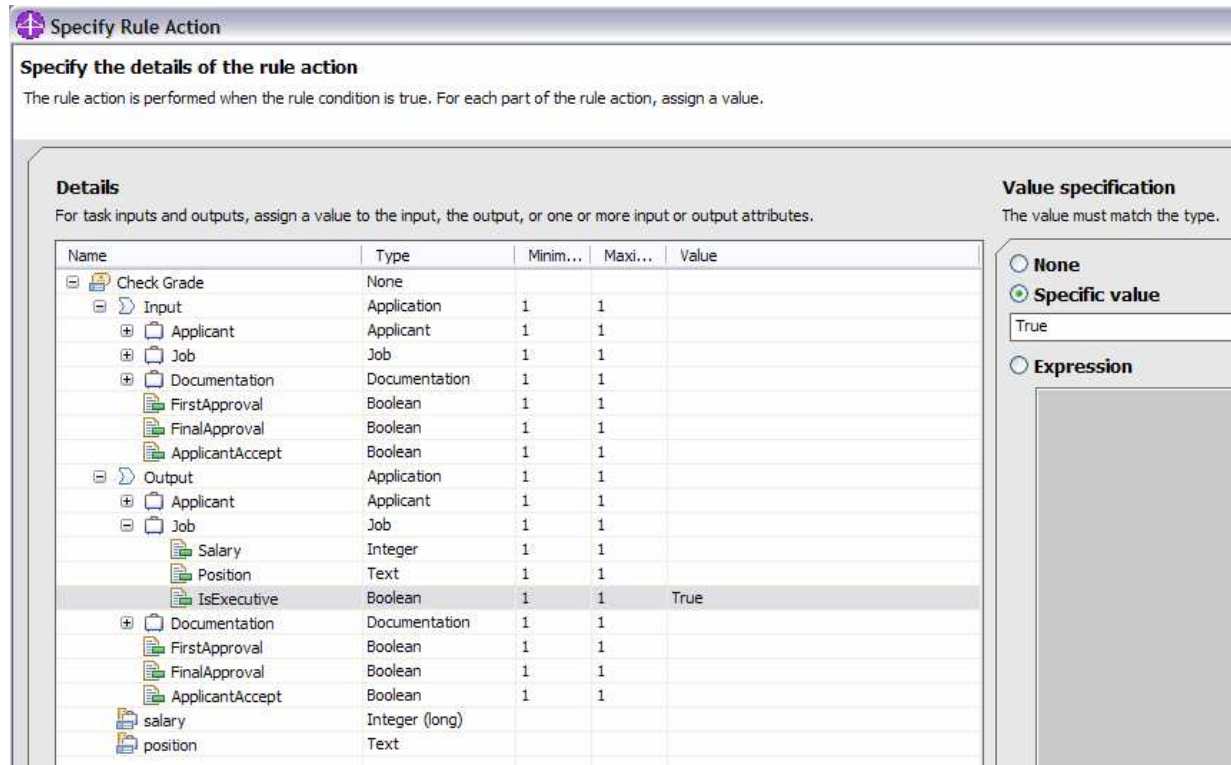 Specify Rule Action
Specify the details of the rule action
The rule action is performed when the rule condition is true. For each part of the rule action, assign a value.
Details
For task inputs and outputs, assign a value to the input, the output, or one or more input or output attributes.
Name Type Minim... Maxi... Value
Check Grade None
Input Application 1 1
Applicant Applicant 1 1
Job Job 1 1
Documentation Documentation 1 1
FirstApproval Boolean 1 1
FinalApproval Boolean 1 1
ApplicantAccept Boolean 1 1
Output Application 1 1
Applicant Applicant 1 1
Job Job 1 1
Salary Integer 1 1
Position Text 1 1
IsExecutive Boolean 1 1 True
Documentation Documentation 1 1
FirstApproval Boolean 1 1
FinalApproval Boolean 1 1
ApplicantAccept Boolean 1 1
salary Integer (long)
position Text
Value specification
The value must match the type.
None
Specific value
True
Expression